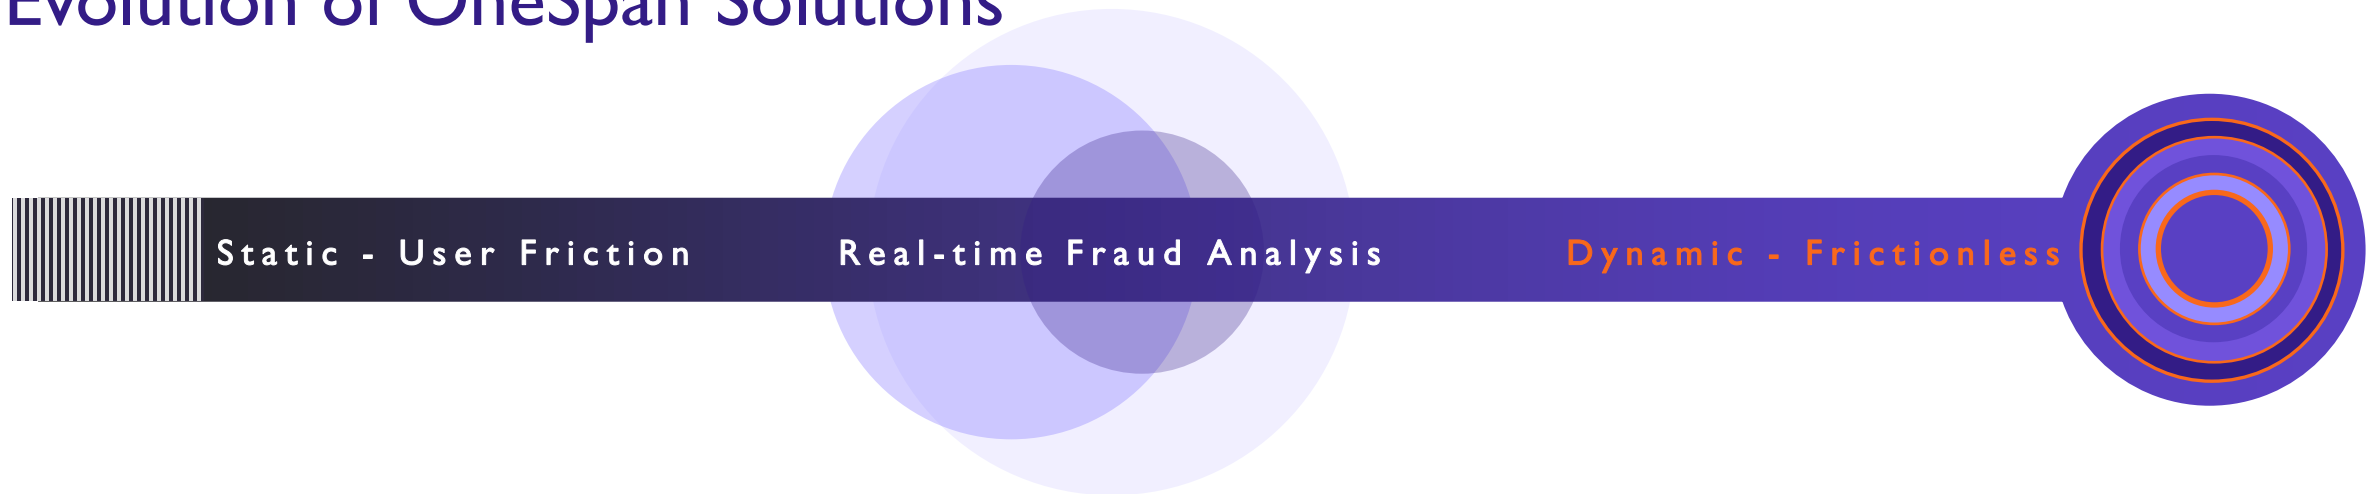 Evolution of OneSpan Solutions
Static - User Friction Real-time Fraud Analysis Dynamic - Frictionless